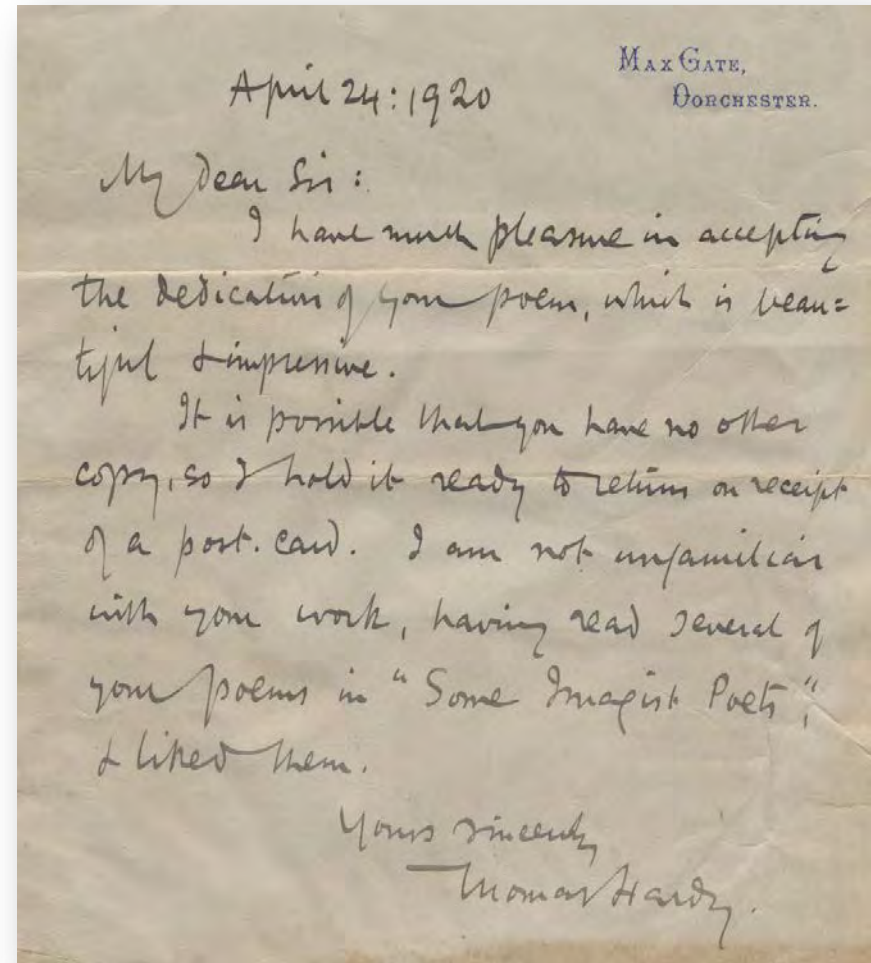 MAX GATE,
DORCHESTER.
April 24: 1920
My dear Sir:
I have much pleasure in accepting
the dedication of your poem, which is beau=
tiful & impressive.
It is possible that you have no other
copy, so I hold it ready to return on receipt
of a post-card. I am not unfamiliar
with your work, having read several of
your poems in "Some Imagist Poets",
& liked them.
Yours sincerely
Thomas Hardy.